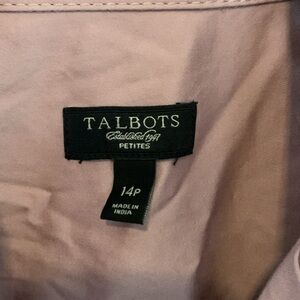 TALBOTS
Established 1947
PETITES
14P
MADE IN
INDIA